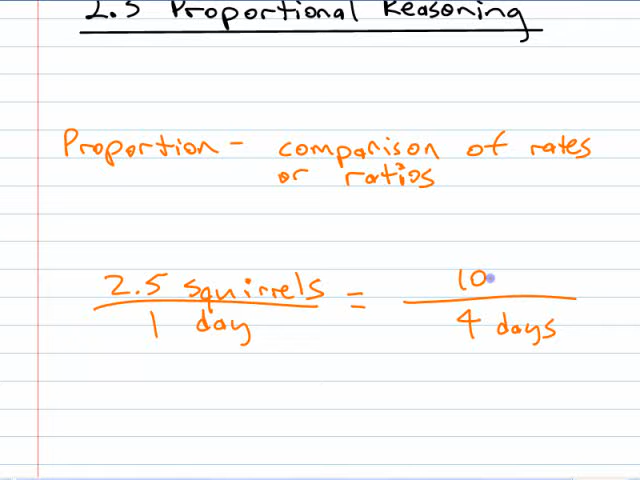 2.5 Proportional Reasoning
Proportion - comparison of rates
or ratios
2.5 squirrels = 10
1 day 4 days